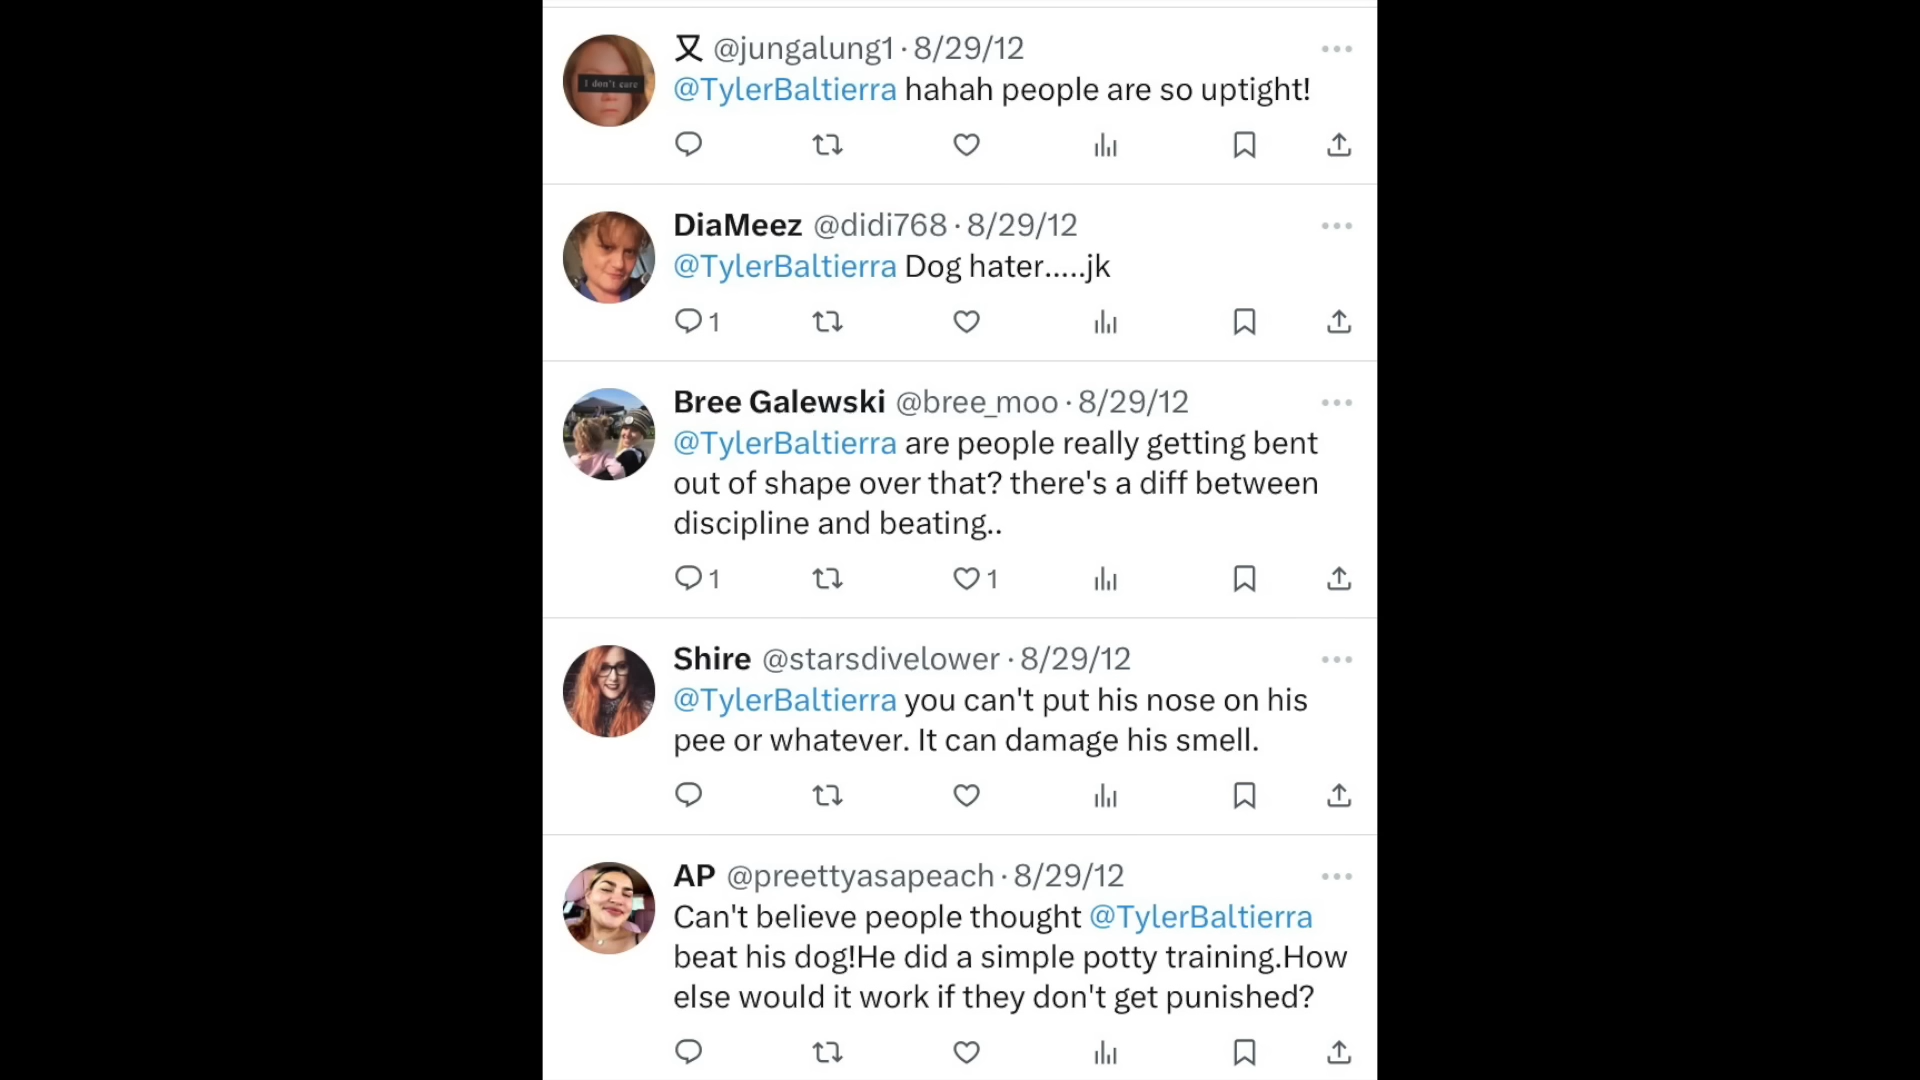 又 @jungalung1 · 8/29/12
I don't care
@TylerBaltierra hahah people are so uptight!
DiaMeez @didi768 · 8/29/12
@TylerBaltierra Dog hater.....jk
1
Bree Galewski @bree_moo · 8/29/12
@TylerBaltierra are people really getting bent
out of shape over that? there's a diff between
discipline and beating..
1 1
Shire @starsdivelower · 8/29/12
@TylerBaltierra you can't put his nose on his
pee or whatever. It can damage his smell.
AP @preettyasapeach · 8/29/12
Can't believe people thought @TylerBaltierra
beat his dog!He did a simple potty training.How
else would it work if they don't get punished?